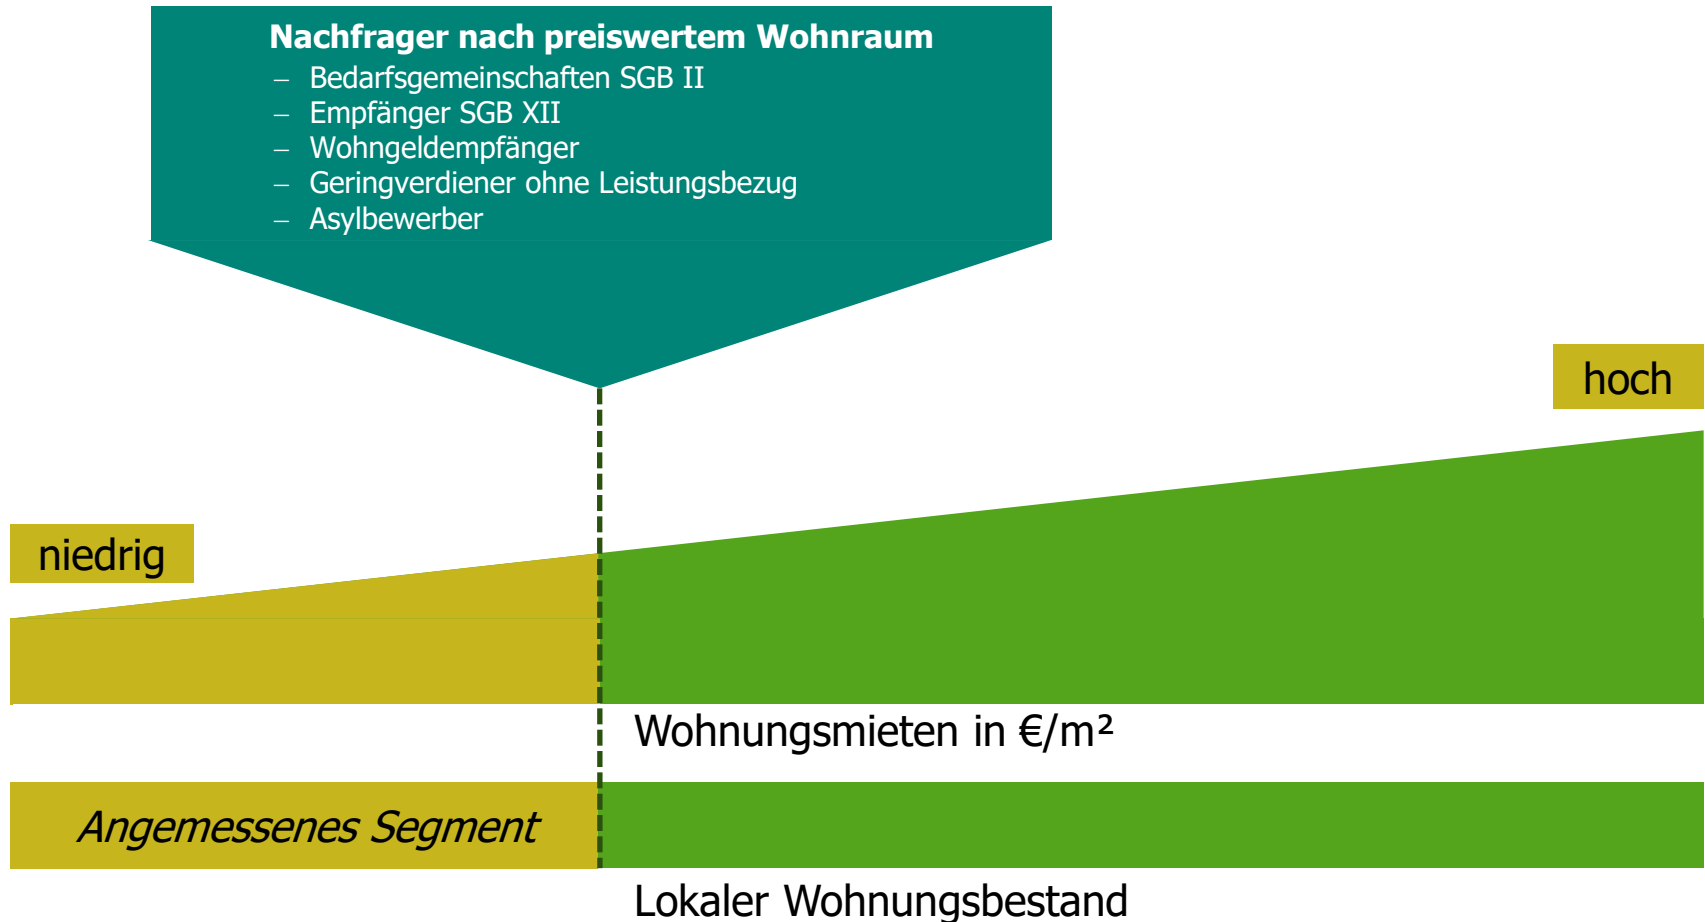 Nachfrager nach preiswertem Wohnraum
– Bedarfsgemeinschaften SGB II
– Empfänger SGB XII
– Wohngeldempfänger
– Geringverdiener ohne Leistungsbezug
– Asylbewerber
hoch
niedrig
Wohnungsmieten in €/m²
Angemessenes Segment
Lokaler Wohnungsbestand